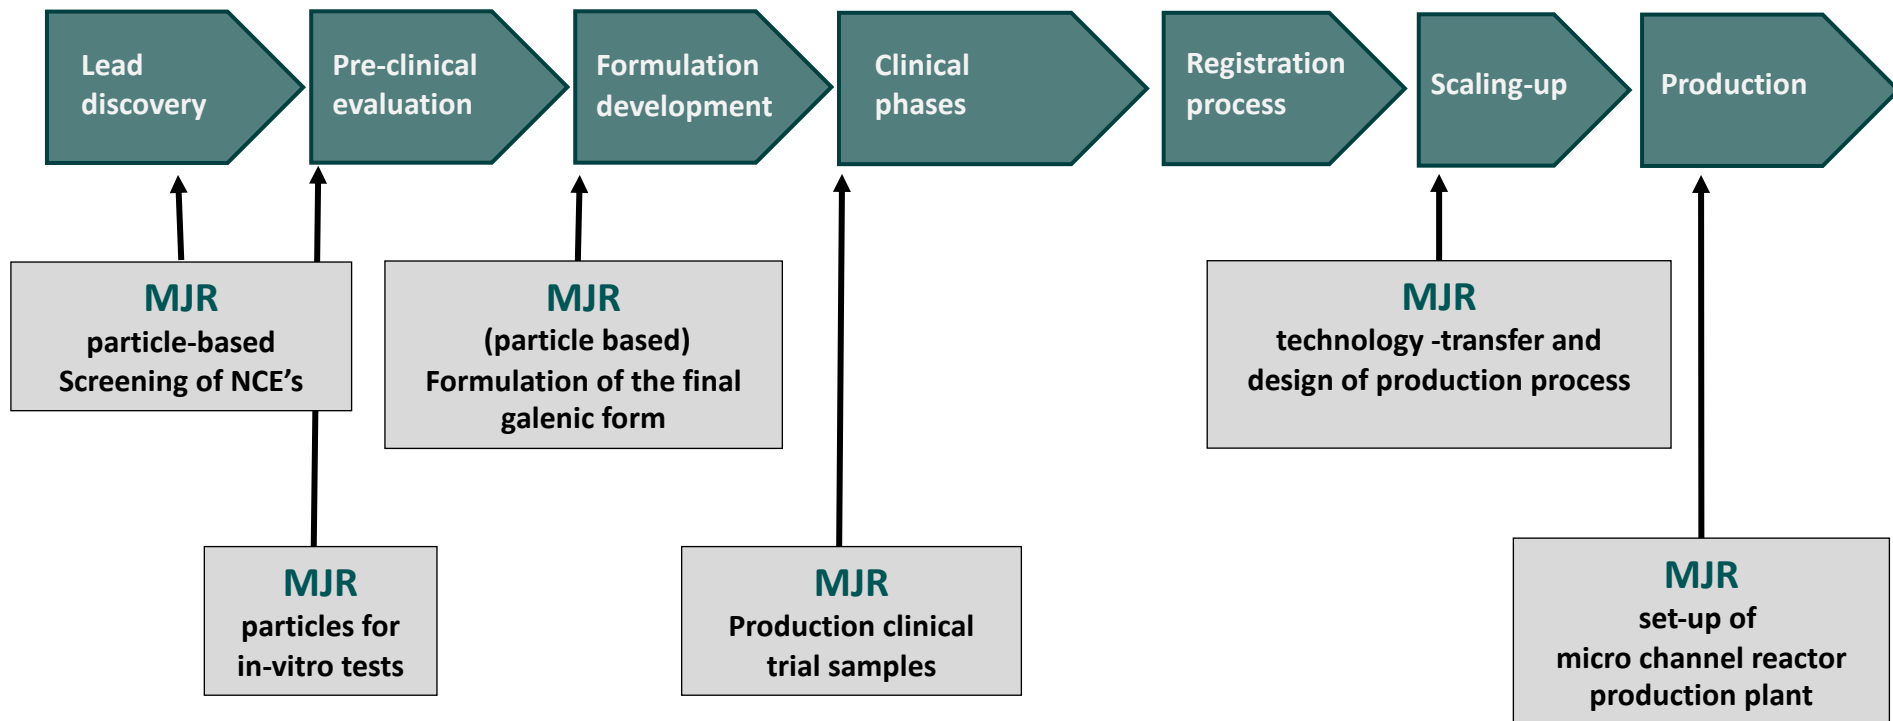 Lead
discovery
Pre-clinical
evaluation
Formulation
development
Clinical
phases
Registration
process
Scaling-up
Production
MJR
particle-based
Screening of NCE’s
MJR
(particle based)
Formulation of the final
galenic form
MJR
technology -transfer and
design of production process
MJR
particles for
in-vitro tests
MJR
Production clinical
trial samples
MJR
set-up of
micro channel reactor
production plant